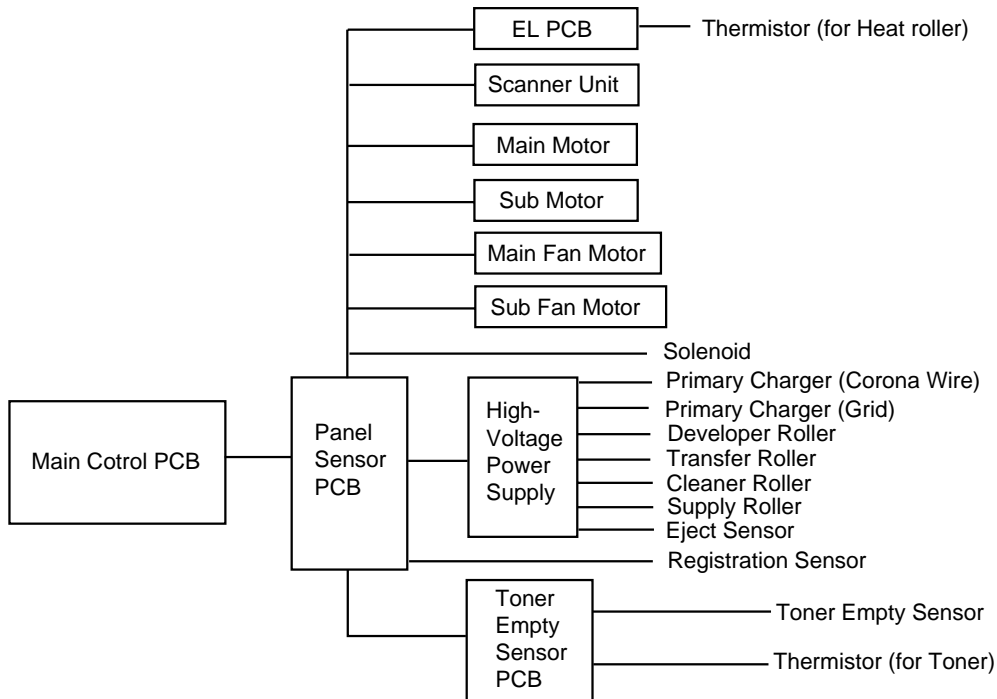 EL PCB
Thermistor (for Heat roller)
Scanner Unit
Main Motor
Sub Motor
Main Fan Motor
Sub Fan Motor
Solenoid
Main Cotrol PCB
Panel
Sensor
PCB
High-
Voltage
Power
Supply
Primary Charger (Corona Wire)
Primary Charger (Grid)
Developer Roller
Transfer Roller
Cleaner Roller
Supply Roller
Eject Sensor
Registration Sensor
Toner
Empty
Sensor
PCB
Toner Empty Sensor
Thermistor (for Toner)